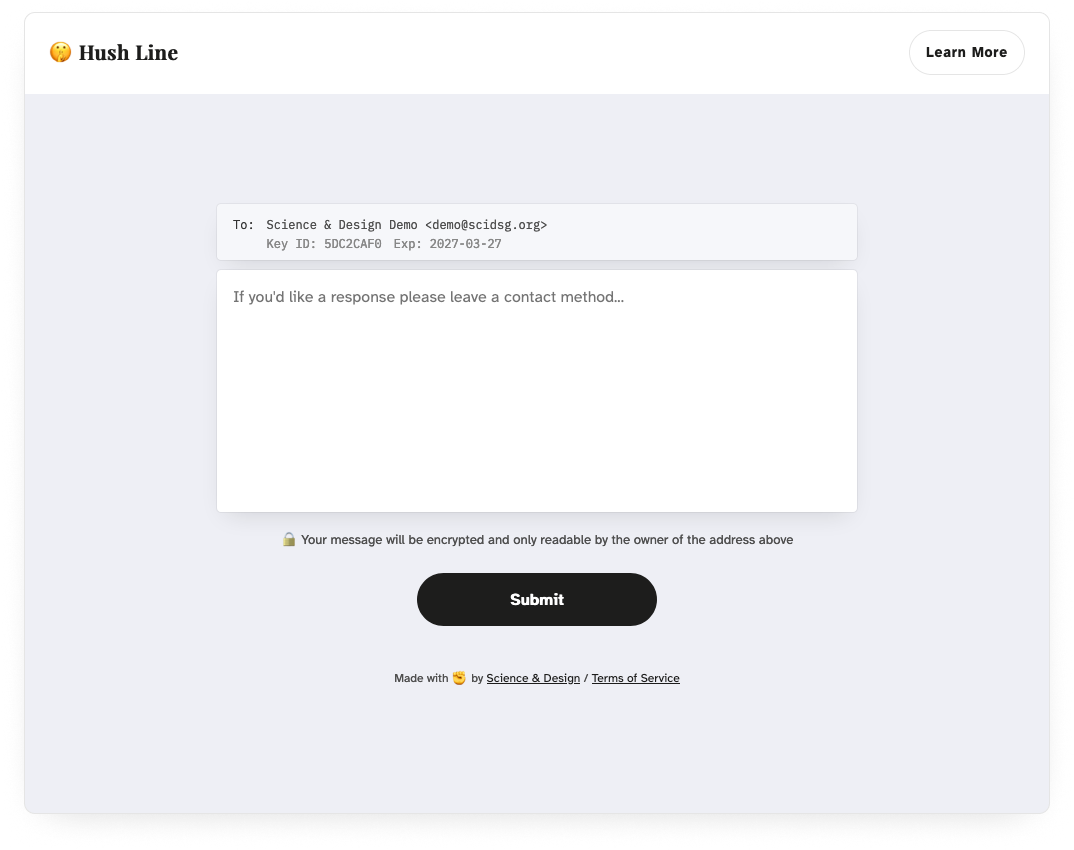 🤫 Hush Line
Learn More
To: Science & Design Demo <demo@scidsg.org>
Key ID: 5DC2CAF0 Exp: 2027-03-27
If you'd like a response please leave a contact method...
🔒 Your message will be encrypted and only readable by the owner of the address above
Submit
Made with ✊ by Science & Design / Terms of Service